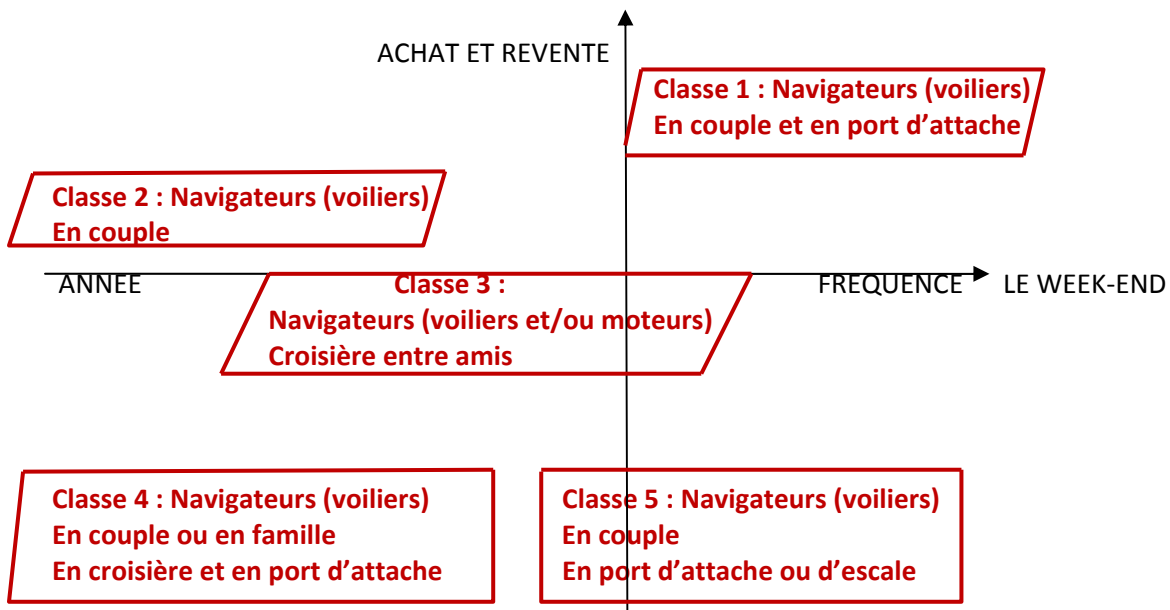 ACHAT ET REVENTE
Classe 1 : Navigateurs (voiliers)
En couple et en port d’attache
Classe 2 : Navigateurs (voiliers)
En couple
ANNEE
FREQUENCE
LE WEEK-END
Classe 3 :
Navigateurs (voiliers et/ou moteurs)
Croisière entre amis
Classe 4 : Navigateurs (voiliers)
En couple ou en famille
En croisière et en port d’attache
Classe 5 : Navigateurs (voiliers)
En couple
En port d’attache ou d’escale